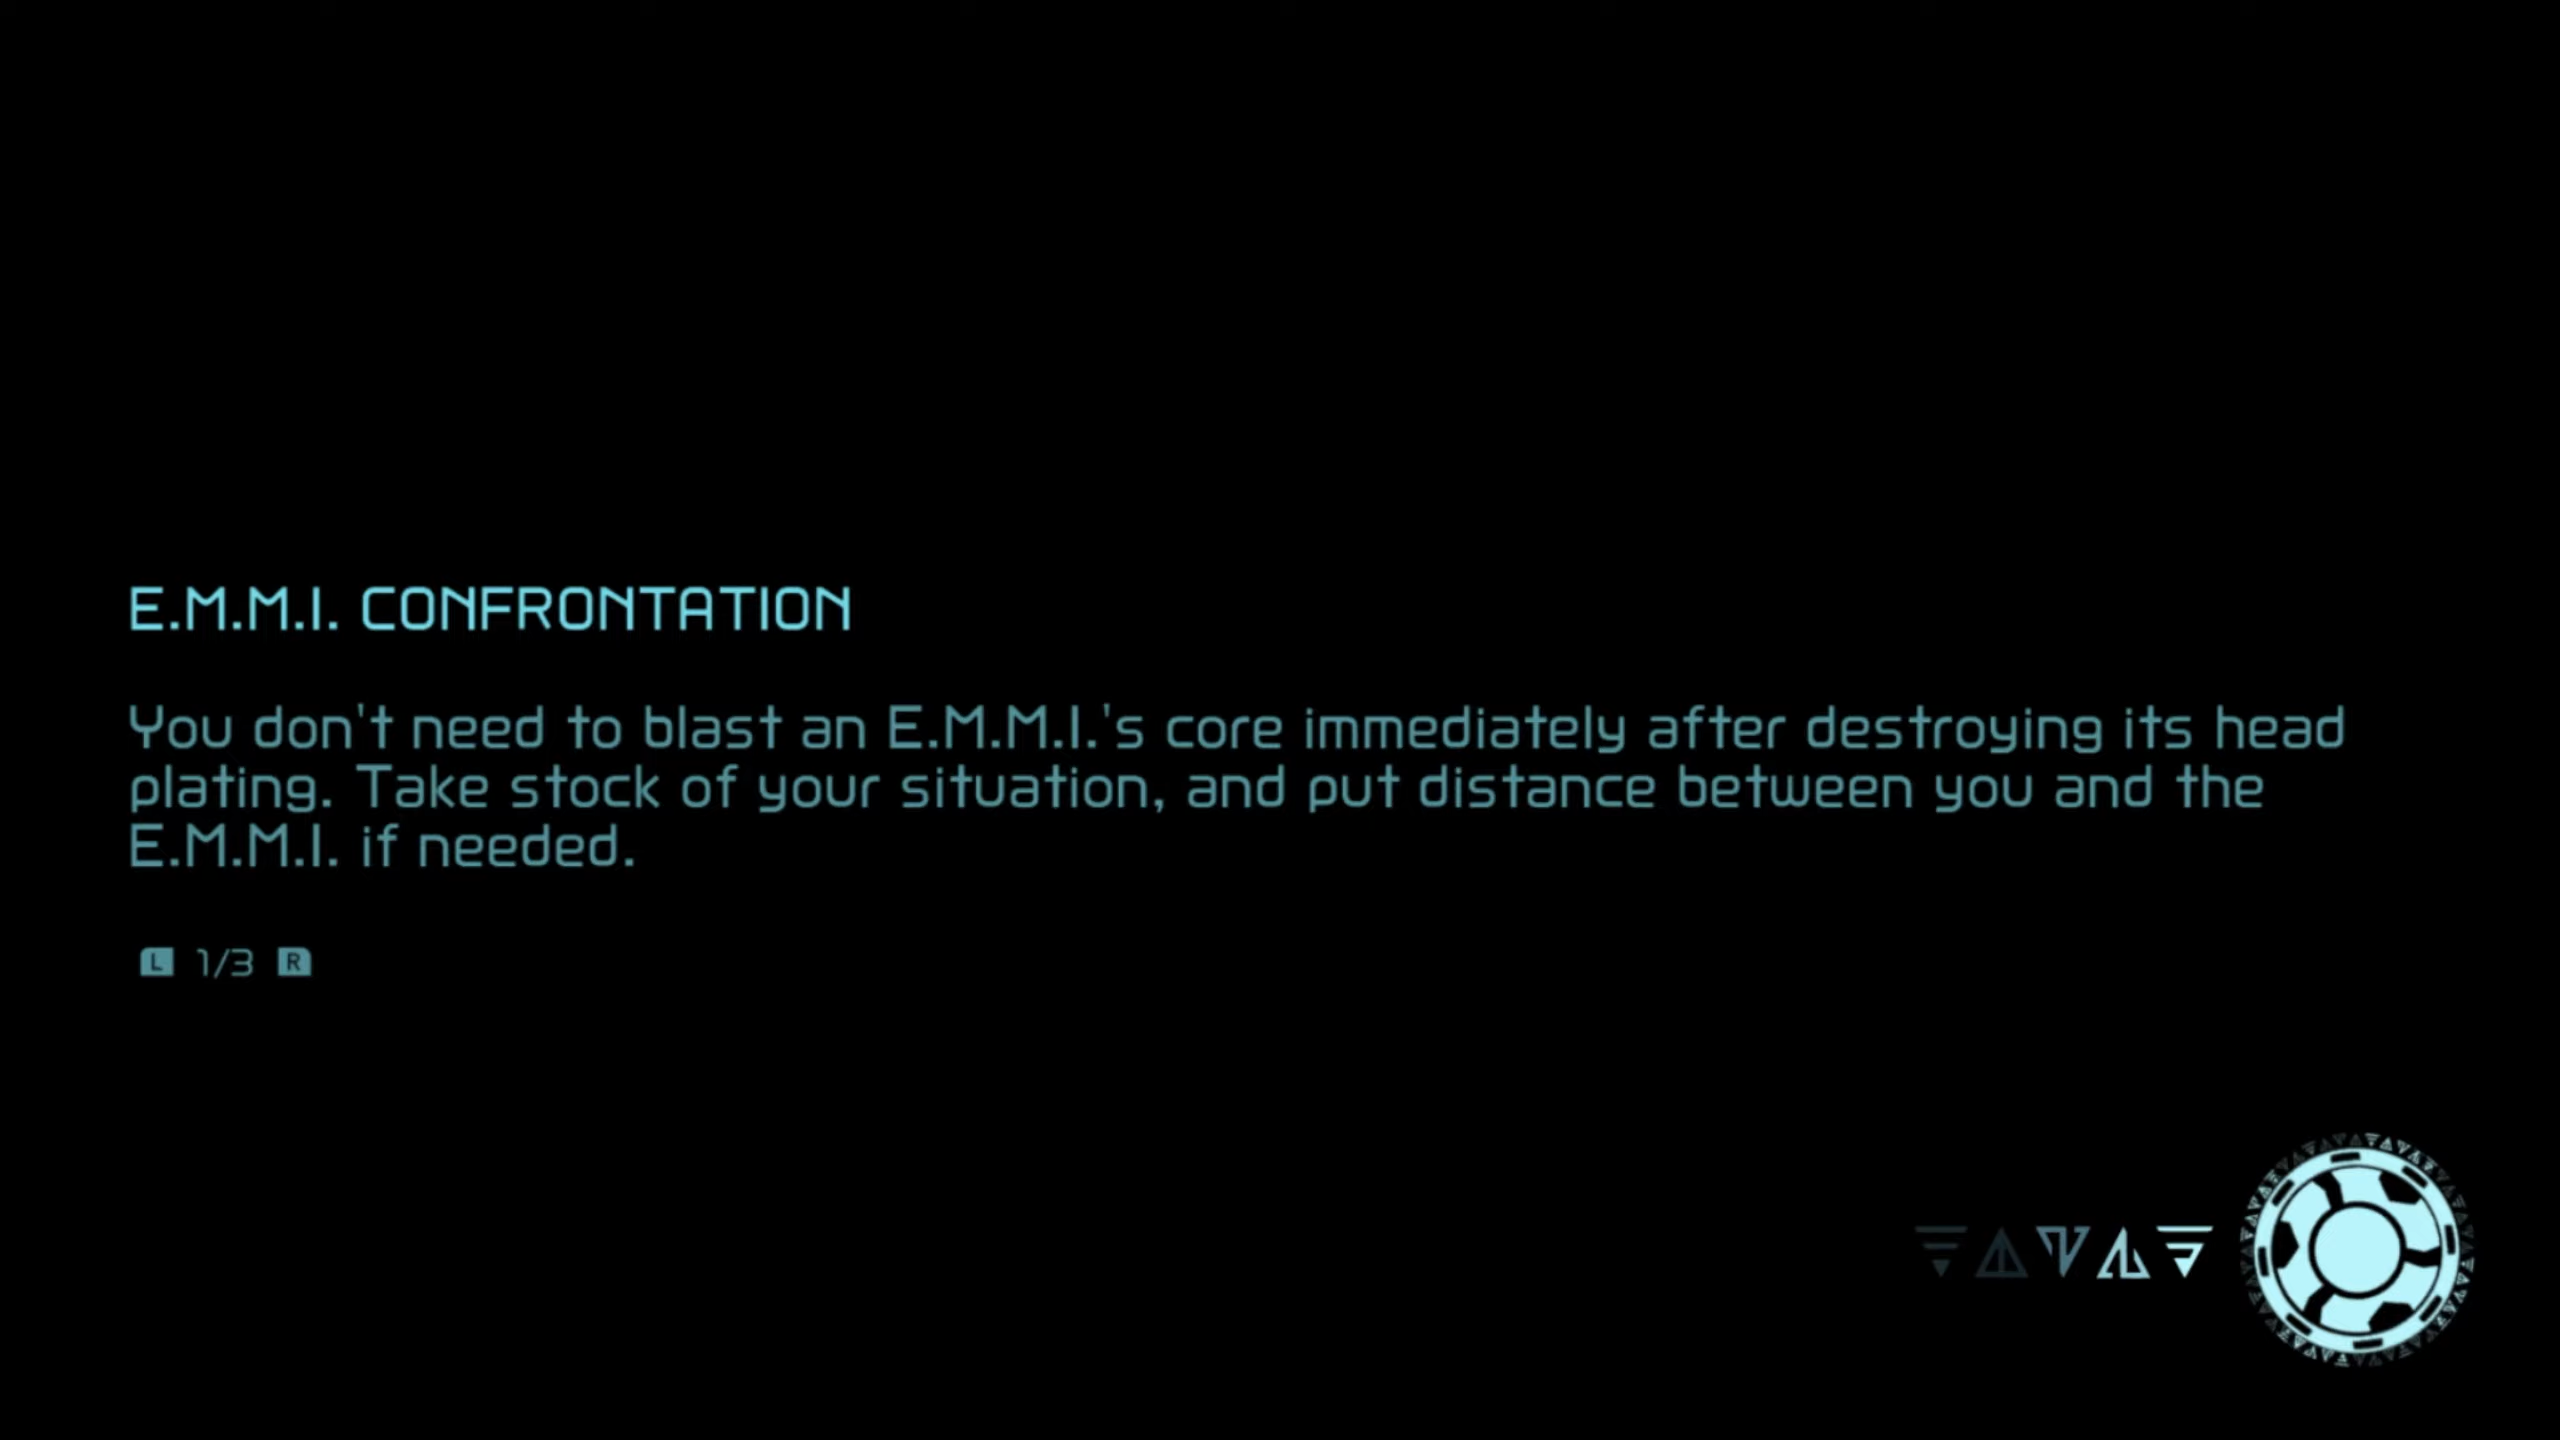 E.M.M.I. CONFRONTATION
You don't need to blast an E.M.M.I.'s core immediately after destroying its head
plating. Take stock of your situation, and put distance between you and the
E.M.M.I. if needed.
L 1/3 R